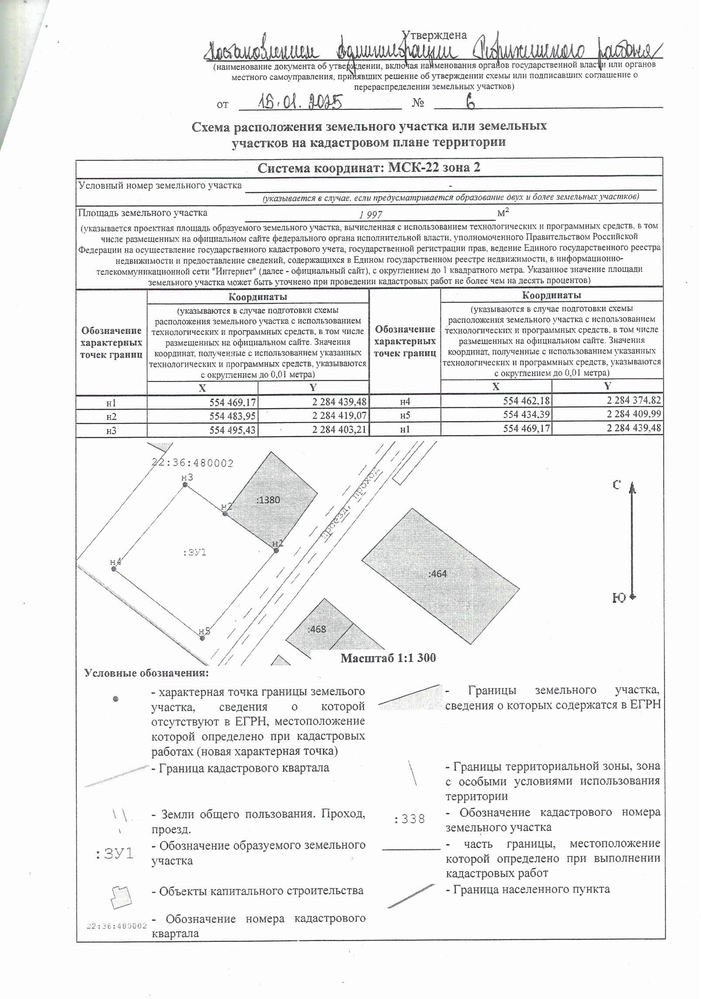 Утверждена
Постановлением Администрации Ребрихинского района
(наименование документа об утверждении, включая наименования органов государственной власти или органов
местного самоуправления, принявших решение об утверждении схемы или подписавших соглашение о
перераспределении земельных участков)
от 15.01.2025 № 6
Схема расположения земельного участка или земельных
участков на кадастровом плане территории
Система координат: МСК-22 зона 2
Условный номер земельного участка -
(указывается в случае, если предусматривается образование двух и более земельных участков)
Площадь земельного участка 1 997 м2
(указывается проектная площадь образуемого земельного участка, вычисленная с использованием технологических и программных средств, в том
числе размещенных на официальном сайте федерального органа исполнительной власти, уполномоченного Правительством Российской
Федерации на осуществление государственного кадастрового учета, государственной регистрации прав, ведение Единого государственного реестра
недвижимости и предоставление сведений, содержащихся в Едином государственном реестре недвижимости, в информационно-
телекоммуникационной сети "Интернет" (далее - официальный сайт), с округлением до 1 квадратного метра. Указанное значение площади
земельного участка может быть уточнено при проведении кадастровых работ не более чем на десять процентов)
Обозначение
характерных
точек границ
Координаты
(указываются в случае подготовки схемы
расположения земельного участка с использованием
технологических и программных средств, в том числе
размещенных на официальном сайте. Значения
координат, полученные с использованием указанных
технологических и программных средств, указываются
с округлением до 0,01 метра)
X Y
Обозначение
характерных
точек границ
Координаты
(указываются в случае подготовки схемы
расположения земельного участка с использованием
технологических и программных средств, в том числе
размещенных на официальном сайте. Значения
координат, полученные с использованием указанных
технологических и программных средств, указываются
с округлением до 0,01 метра)
X Y
н1 554 469,17 2 284 439,48 н4 554 462,18 2 284 374,82
н2 554 483,95 2 284 419,07 н5 554 434,39 2 284 409,99
н3 554 495,43 2 284 403,21 н1 554 469,17 2 284 439,48
22:36:480002
н3
С
:1380
н2
проезд, проход
н1
:ЗУ1
н4
:464
Ю
:468
н5
Масштаб 1:1 300
Условные обозначения:
- характерная точка границы земелього
участка, сведения о которой
отсутствуют в ЕГРН, местоположение
которой определено при кадастровых
работах (новая характерная точка)
- Границы земельного участка,
сведения о которых содержатся в ЕГРН
- Граница кадастрового квартала
- Границы территориальной зоны, зона
с особыми условиями использования
территории
- Земли общего пользования. Проход,
проезд.
:338
- Обозначение кадастрового номера
земельного участка
:ЗУ1
- Обозначение образуемого земельного
участка
- часть границы, местоположение
которой определено при выполнении
кадастровых работ
- Объекты капитального строительства
- Граница населенного пункта
22:36:480002
- Обозначение номера кадастрового
квартала